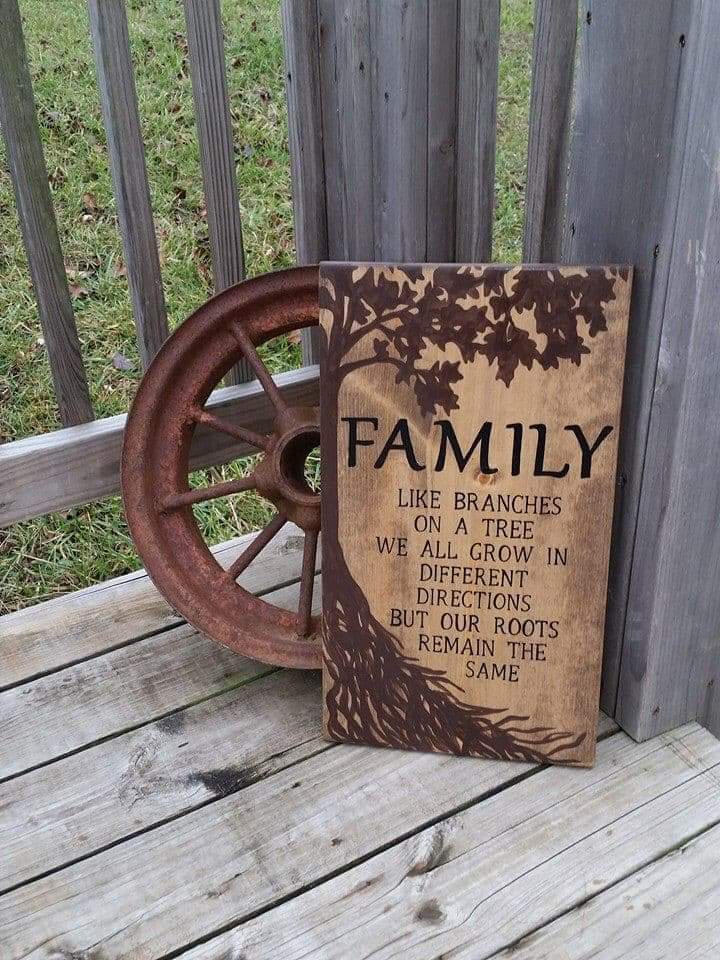 FAMILY
LIKE BRANCHES
ON A TREE
WE ALL GROW IN
DIFFERENT
DIRECTIONS
BUT OUR ROOTS
REMAIN THE
SAME